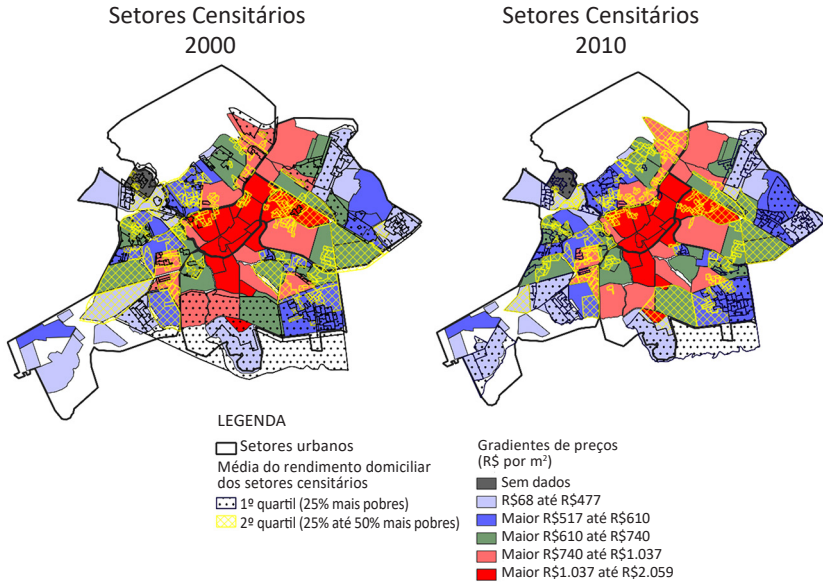 Setores Censitários
2000
Setores Censitários
2010
LEGENDA
Setores urbanos
Média do rendimento domiciliar
dos setores censitários
1º quartil (25% mais pobres)
2º quartil (25% até 50% mais pobres)
Gradientes de preços
(R$ por m²)
Sem dados
R$68 até R$477
Maior R$517 até R$610
Maior R$610 até R$740
Maior R$740 até R$1.037
Maior R$1.037 até R$2.059